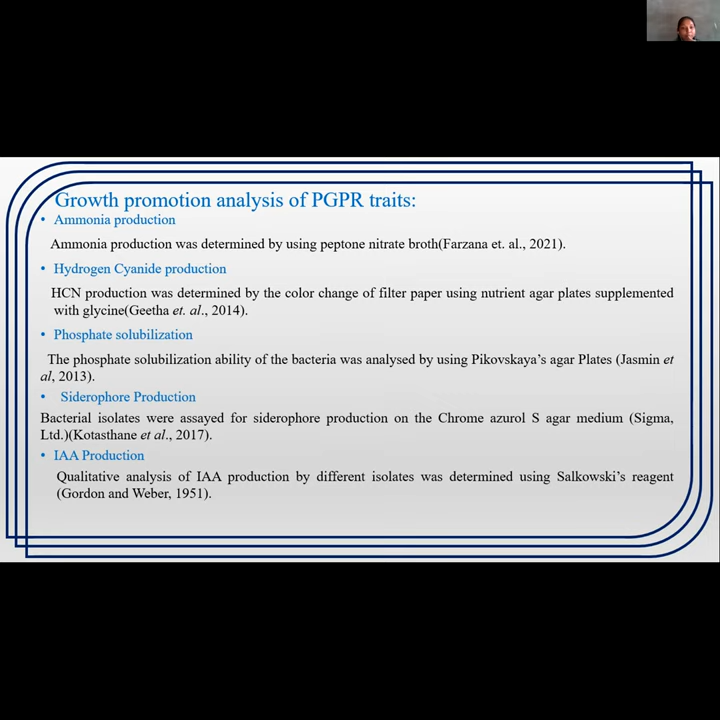 Growth promotion analysis of PGPR traits:
• Ammonia production
Ammonia production was determined by using peptone nitrate broth(Farzana et. al., 2021).
• Hydrogen Cyanide production
HCN production was determined by the color change of filter paper using nutrient agar plates supplemented
with glycine(Geetha et. al., 2014).
• Phosphate solubilization
The phosphate solubilization ability of the bacteria was analysed by using Pikovskaya's agar Plates (Jasmin et
al, 2013).
• Siderophore Production
Bacterial isolates were assayed for siderophore production on the Chrome azurol S agar medium (Sigma,
Ltd.)(Kotasthane et al., 2017).
• IAA Production
Qualitative analysis of IAA production by different isolates was determined using Salkowski's reagent
(Gordon and Weber, 1951).